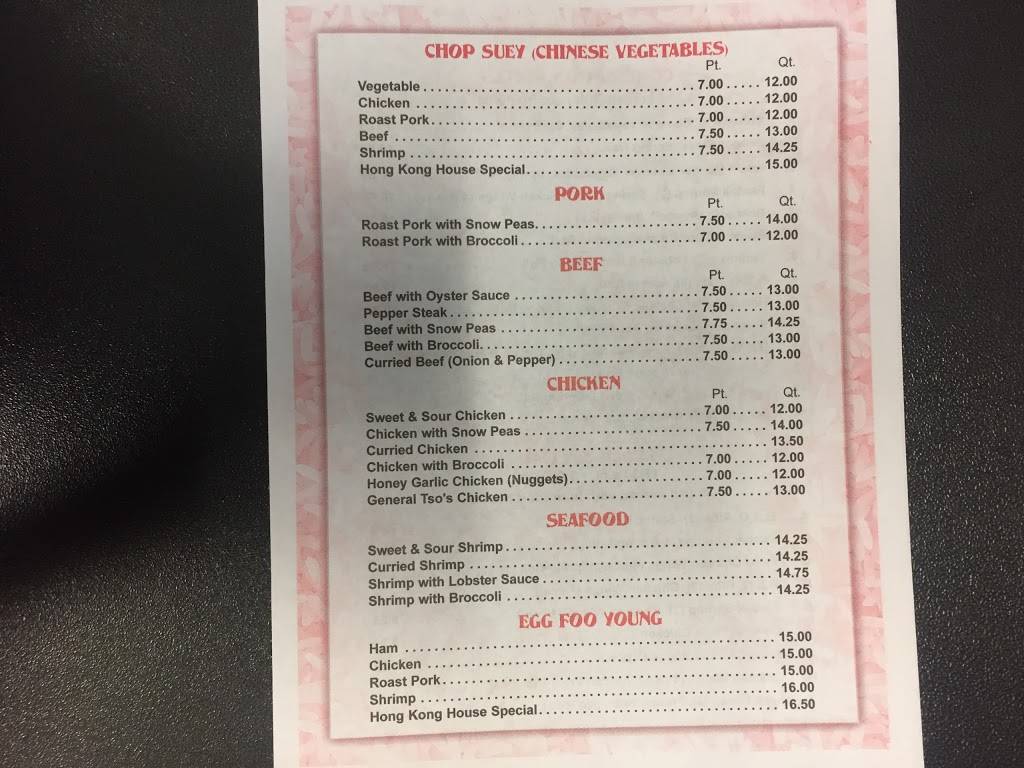 CHOP SUEY (CHINESE VEGETABLES)
Pt. Qt.
Vegetable 7.00 12.00
Chicken 7.00 12.00
Roast Pork 7.00 12.00
Beef 7.50 13.00
Shrimp 7.50 14.25
Hong Kong House Special 15.00
PORK
Pt. Qt.
Roast Pork with Snow Peas 7.50 14.00
Roast Pork with Broccoli 7.00 12.00
BEEF
Pt. Qt.
Beef with Oyster Sauce 7.50 13.00
Pepper Steak 7.50 13.00
Beef with Snow Peas 7.75 14.25
Beef with Broccoli 7.50 13.00
Curried Beef (Onion & Pepper) 7.50 13.00
CHICKEN
Pt. Qt.
Sweet & Sour Chicken 7.00 12.00
Chicken with Snow Peas 7.50 14.00
Curried Chicken 13.50
Chicken with Broccoli 7.00 12.00
Honey Garlic Chicken (Nuggets) 7.00 12.00
General Tso's Chicken 7.50 13.00
SEAFOOD
Sweet & Sour Shrimp 14.25
Curried Shrimp 14.25
Shrimp with Lobster Sauce 14.75
Shrimp with Broccoli 14.25
EGG FOO YOUNG
Ham 15.00
Chicken 15.00
Roast Pork 15.00
Shrimp 16.00
Hong Kong House Special 16.50